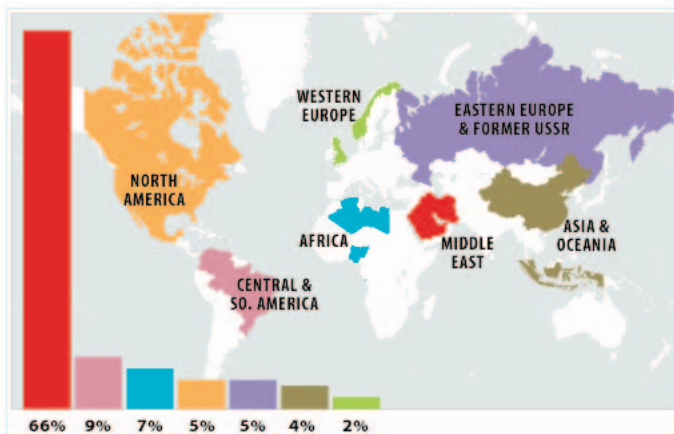 WESTERN
EUROPE
EASTERN EUROPE
& FORMER USSR
NORTH
AMERICA
AFRICA
MIDDLE
EAST
ASIA &
OCEANIA
CENTRAL &
SO. AMERICA
66% 9% 7% 5% 5% 4% 2%